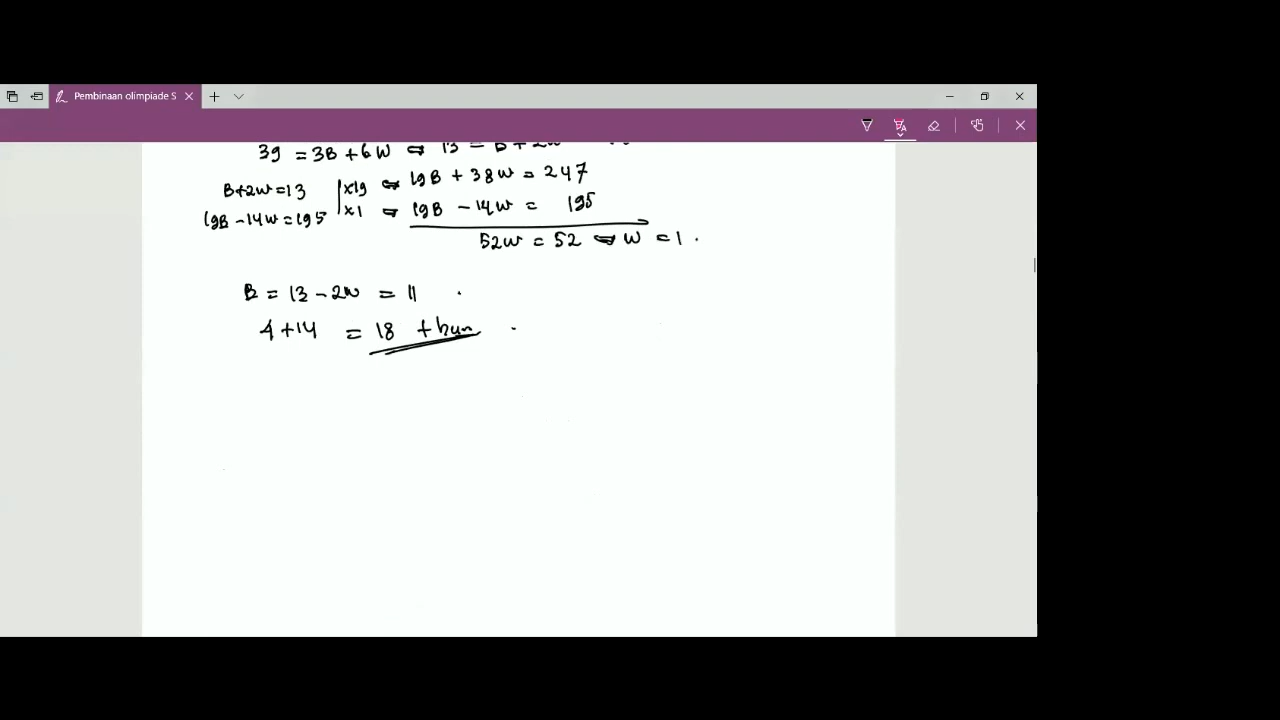 Pembinaan olimpiade S
39 = 3B + 6W ⇔ 13 = B + 2W
B+2W=13 | x19 ⇔ 19B + 38W = 247
19B - 14W = 195 | x1 ⇔ 19B - 14W = 195
52W = 52 ⇔ W = 1.
B = 13 - 2W = 11
4 + 14 = 18 tahun